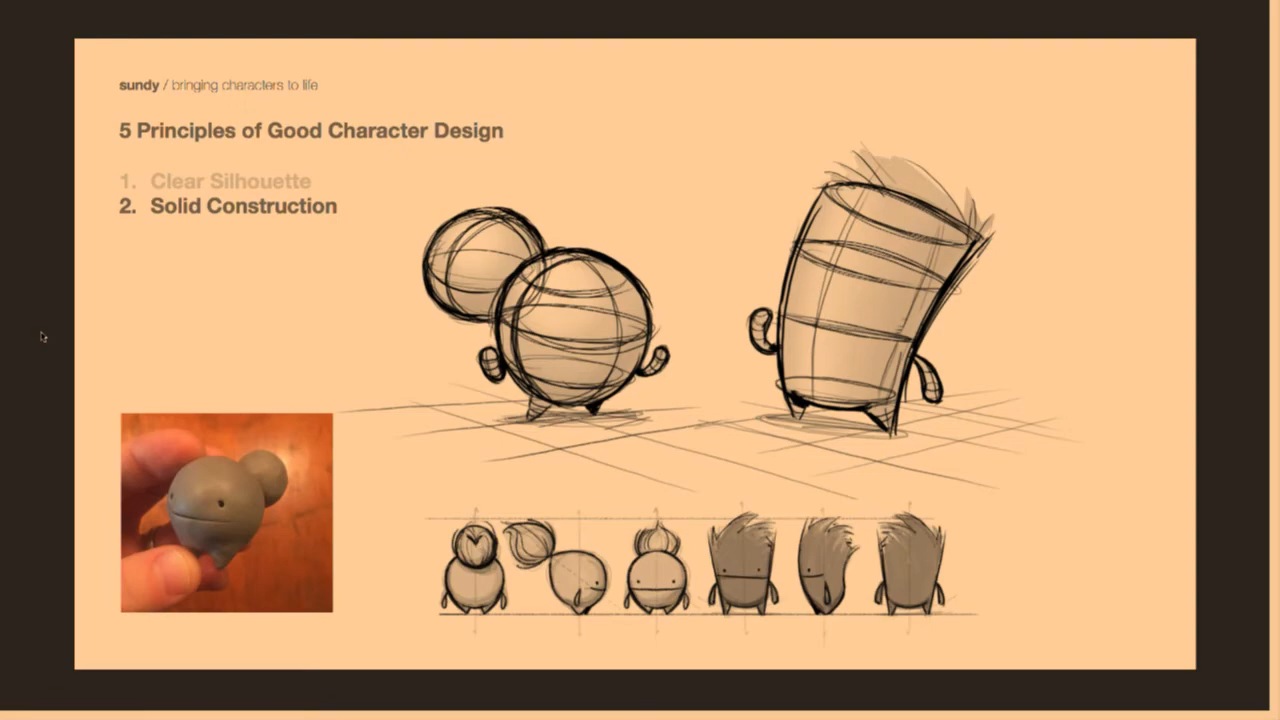 sundy / bringing characters to life
5 Principles of Good Character Design
1. Clear Silhouette
2. Solid Construction